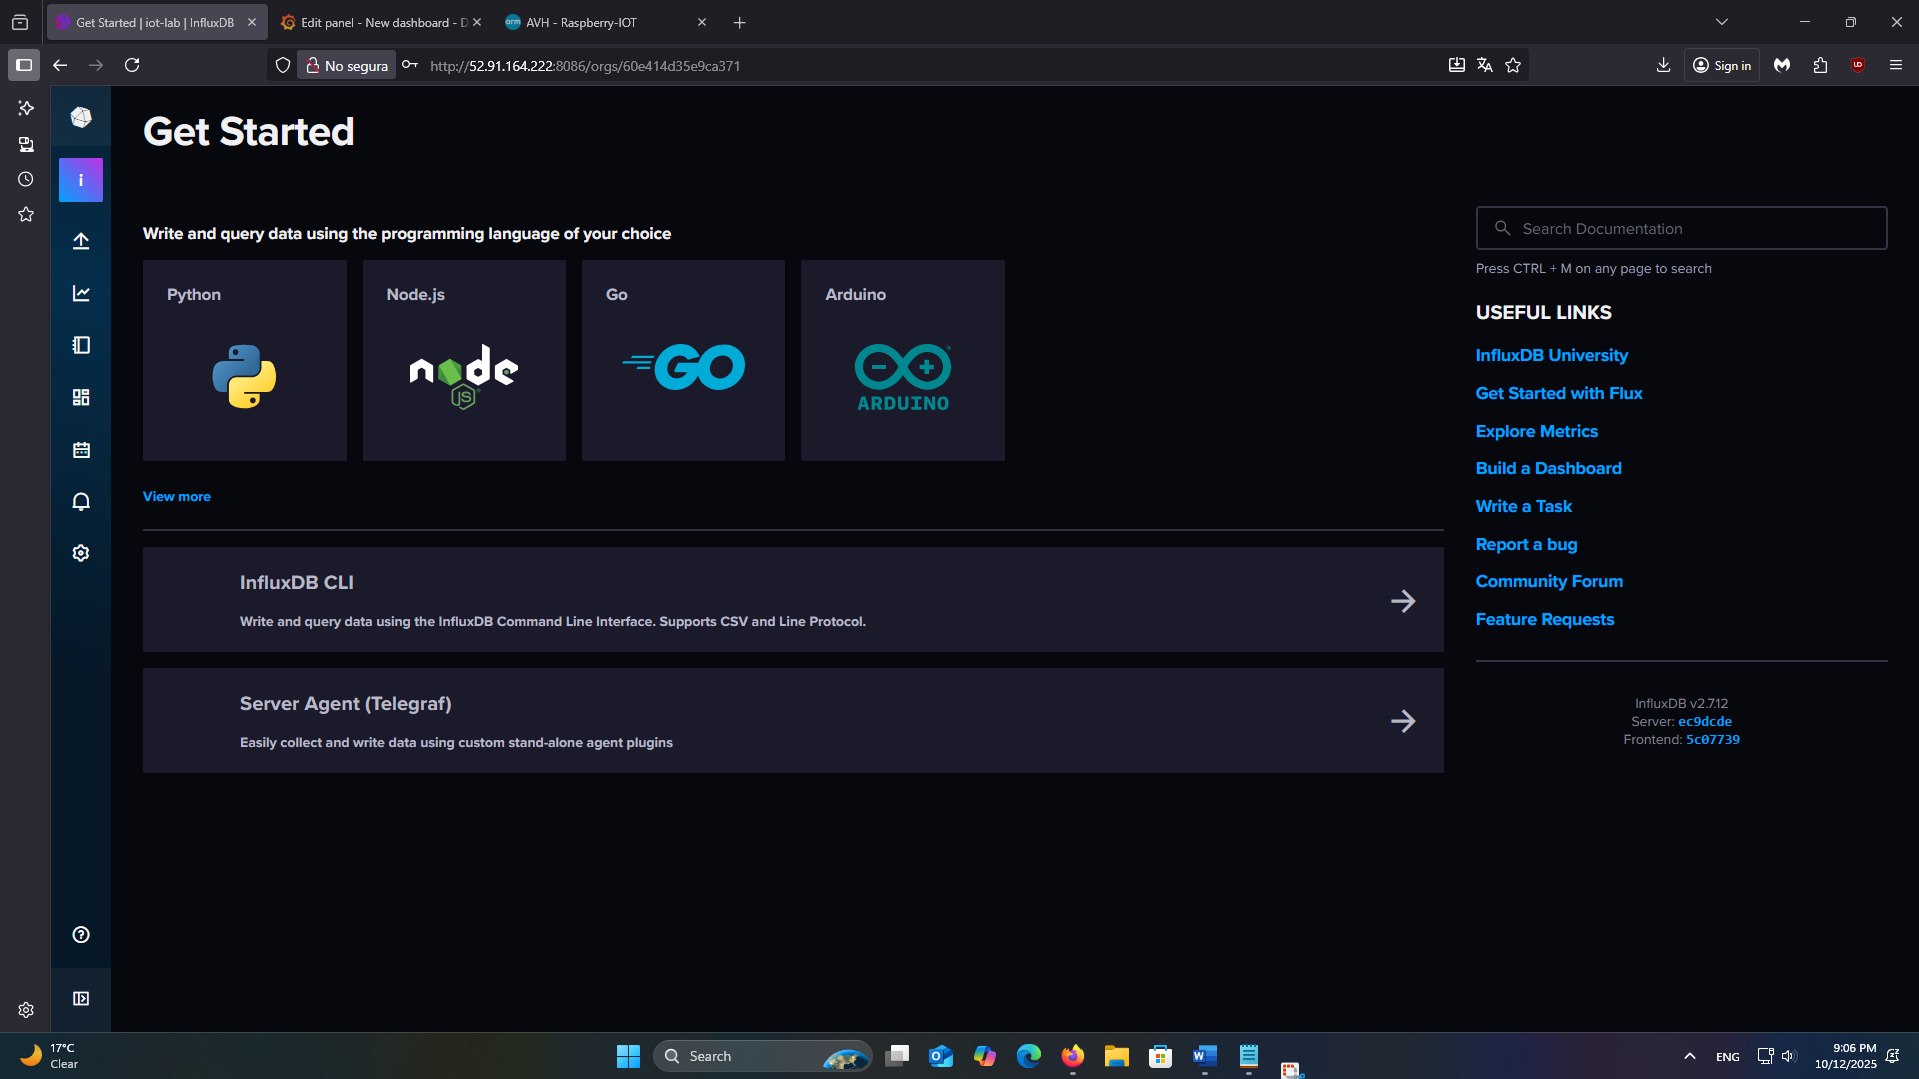 Get Started | iot-lab | InfluxDB
Edit panel - New dashboard - D
arm AVH - Raspberry-IOT
No segura
http://52.91.164.222:8086/orgs/60e414d35e9ca371
Sign in
Get Started
i
Write and query data using the programming language of your choice
Python
Node.js
Go
Arduino
node
JS
GO
ARDUINO
View more
InfluxDB CLI
Write and query data using the InfluxDB Command Line Interface. Supports CSV and Line Protocol.
Server Agent (Telegraf)
Easily collect and write data using custom stand-alone agent plugins
Search Documentation
Press CTRL + M on any page to search
USEFUL LINKS
InfluxDB University
Get Started with Flux
Explore Metrics
Build a Dashboard
Write a Task
Report a bug
Community Forum
Feature Requests
InfluxDB v2.7.12
Server: ec9dcde
Frontend: 5c07739
17°C
Clear
Search
ENG
9:06 PM
10/12/2025